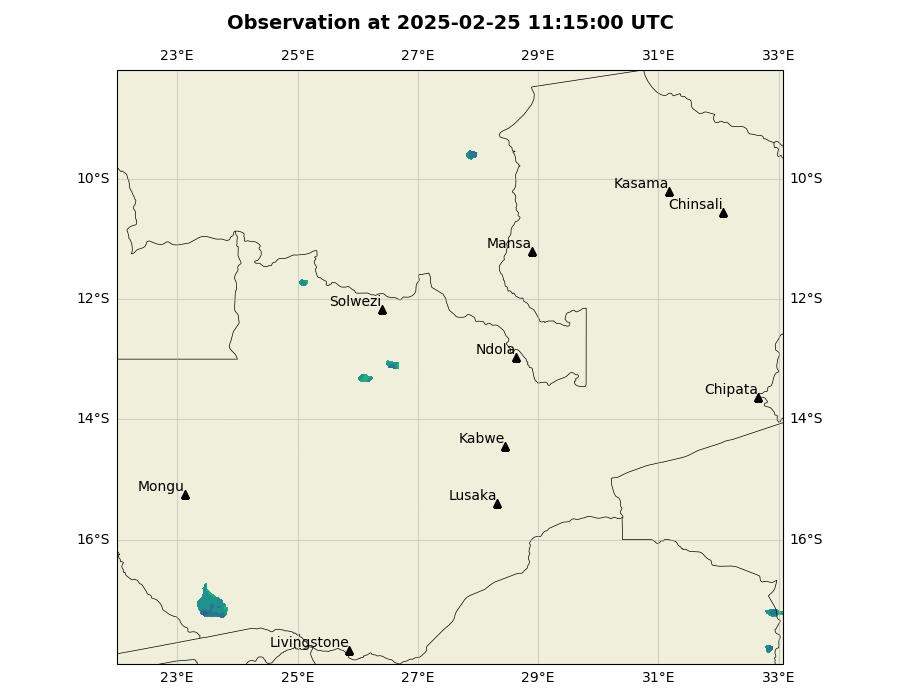 Observation at 2025-02-25 11:15:00 UTC
23°E 25°E 27°E 29°E 31°E 33°E
10°S 10°S
Kasama
Chinsali
Mansa
12°S 12°S
Solwezi
Ndola
Chipata
14°S 14°S
Kabwe
Mongu
Lusaka
16°S 16°S
Livingstone
23°E 25°E 27°E 29°E 31°E 33°E